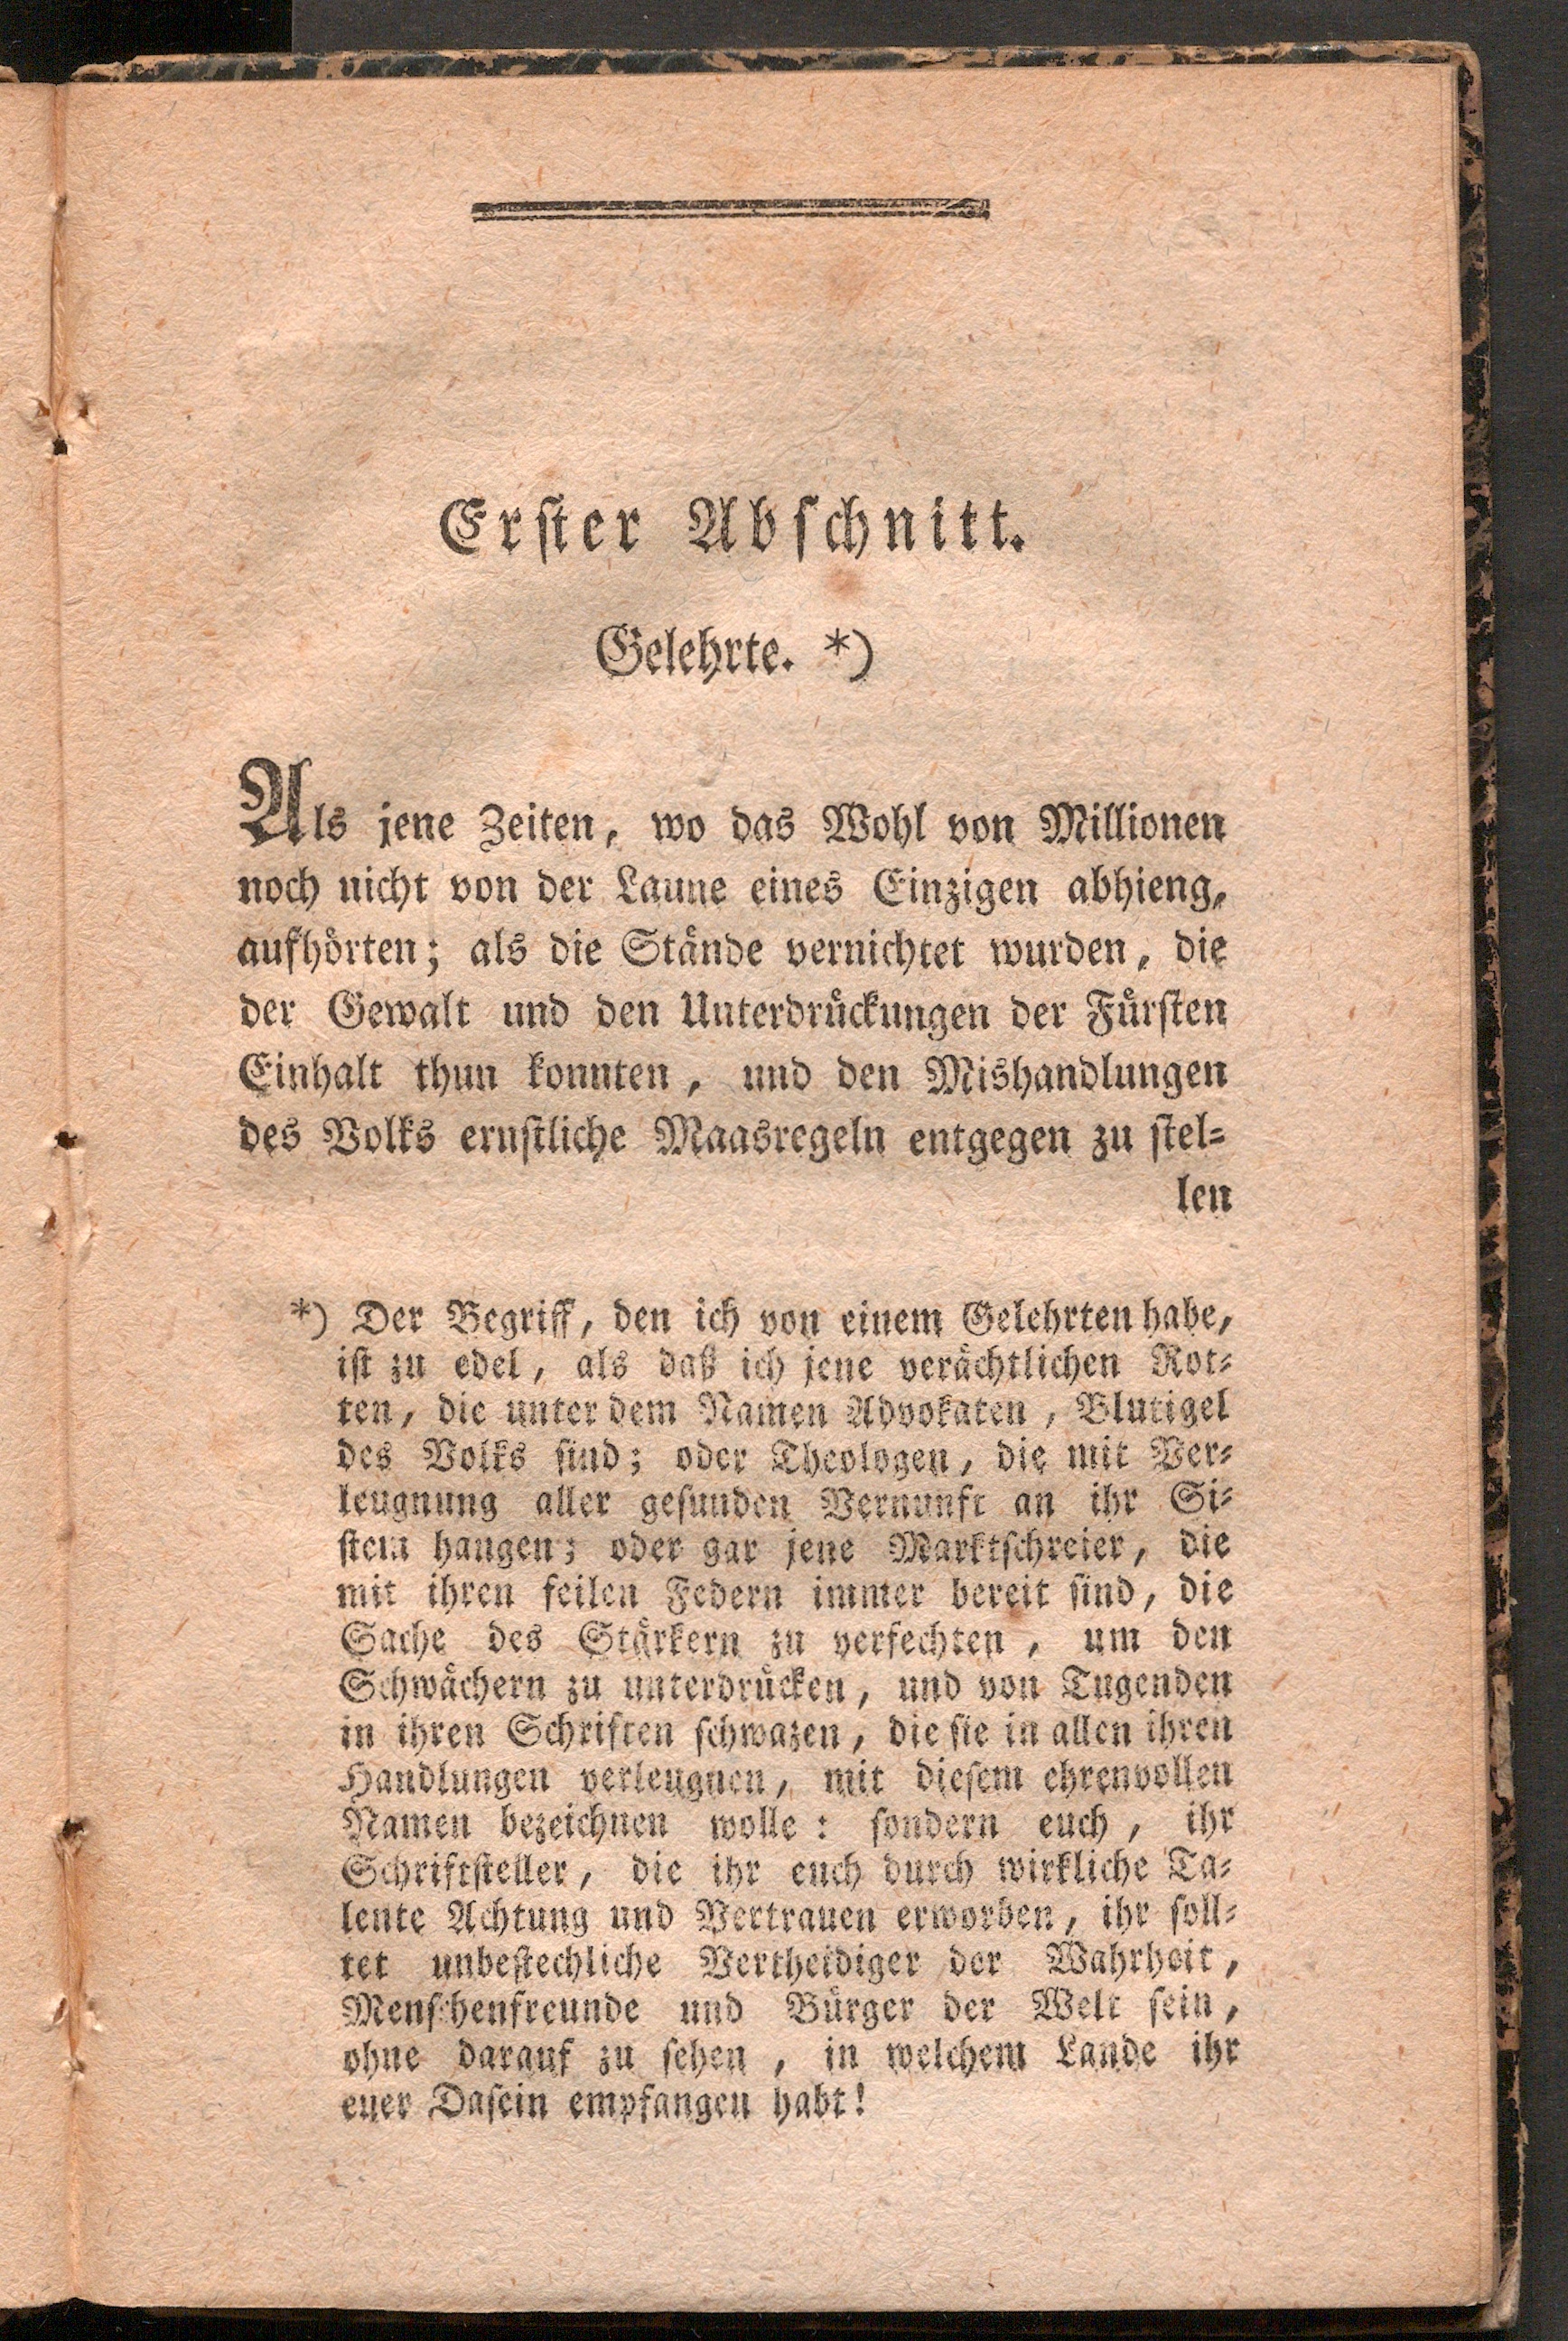 Erster Abschnitt.
Gelehrte. *)
Als jene Zeiten, wo das Wohl von Millionen
noch nicht von der Laune eines Einzigen abhieng,
aufhörten; als die Stände vernichtet wurden, die
der Gewalt und den Unterdrückungen der Fürsten
Einhalt thun konnten, und den Mishandlungen
des Volks ernstliche Maasregeln entgegen zu stel-
len
*) Der Begriff, den ich von einem Gelehrten habe,
ist zu edel, als daß ich jene verächtlichen Rot-
ten, die unter dem Namen Advokaten, Blutigel
des Volks sind; oder Theologen, die mit Ver-
leugnung aller gesunden Vernunft an ihr Si-
stem hangen; oder gar jene Marktschreier, die
mit ihren feilen Federn immer bereit sind, die
Sache des Stärkern zu verfechten, um den
Schwächern zu unterdrücken, und von Tugenden
in ihren Schriften schwazen, die sie in allen ihren
Handlungen verleugnen, mit diesem ehrenvollen
Namen bezeichnen wolle: sondern euch, ihr
Schriftsteller, die ihr euch durch wirkliche Ta-
lente Achtung und Vertrauen erworben, ihr soll-
tet unbestechliche Vertheidiger der Wahrheit,
Menschenfreunde und Bürger der Welt sein,
ohne darauf zu sehen, in welchem Lande ihr
euer Dasein empfangen habt!